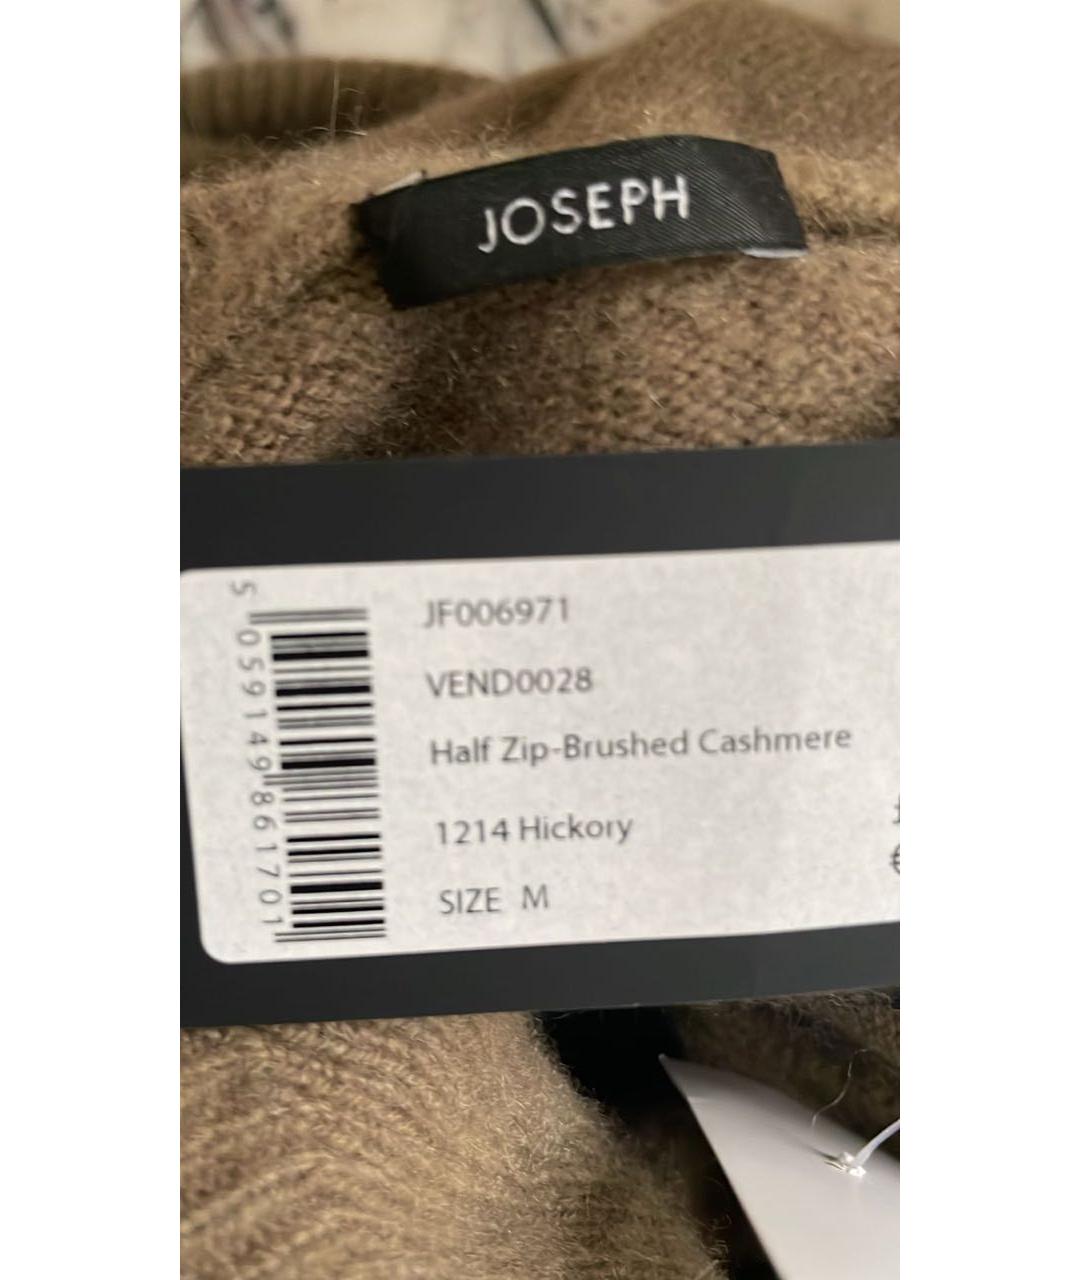 JOSEPH
JF006971
VEND0028
Half Zip-Brushed Cashmere
1214 Hickory
SIZE M
5 059149 861701